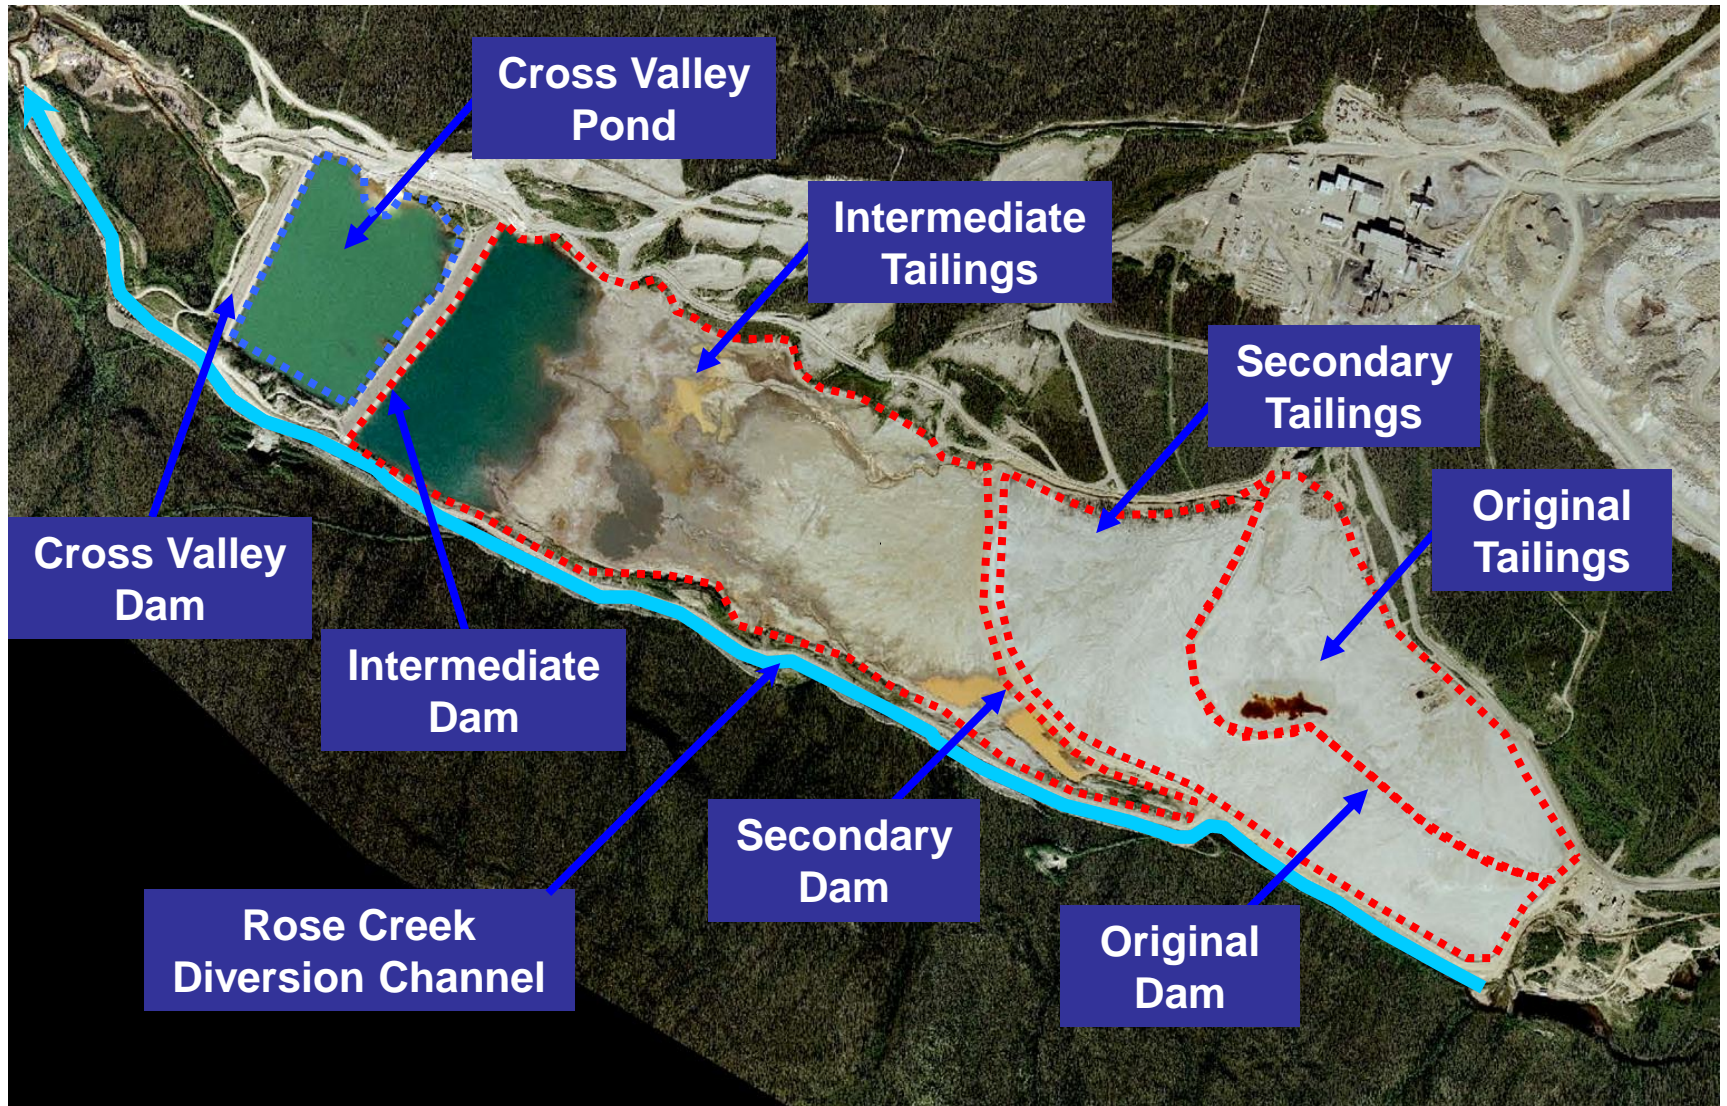 Cross Valley
Pond
Intermediate
Tailings
Secondary
Tailings
Original
Tailings
Cross Valley
Dam
Intermediate
Dam
Secondary
Dam
Rose Creek
Diversion Channel
Original
Dam